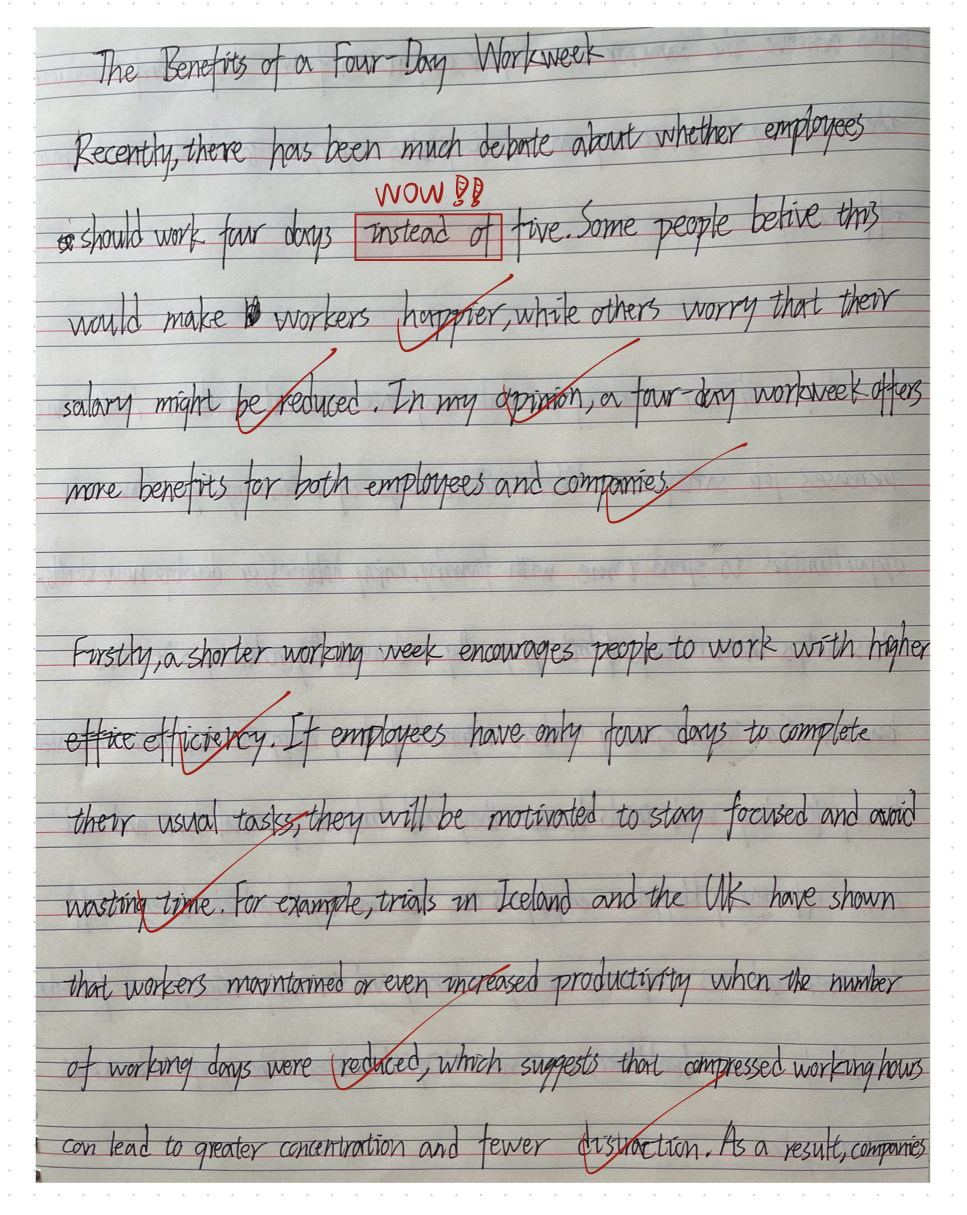 The Benefits of a Four-Day Workweek
Recently, there has been much debate about whether employees
WOW!!
should work four days instead of five. Some people belive this
would make workers happier, while others worry that their
salary might be reduced. In my opinion, a four-day workweek offers
more benefits for both employees and companies.
Firstly, a shorter working week encourages people to work with higher
effice efficiency. If employees have only four days to complete
their usual tasks, they will be motivated to stay focused and avoid
wasting time. For example, trials in Iceland and the UK have shown
that workers maintained or even increased productivity when the number
of working days were reduced, which suggests that compressed working hours
can lead to greater concentration and fewer distraction. As a result, companies